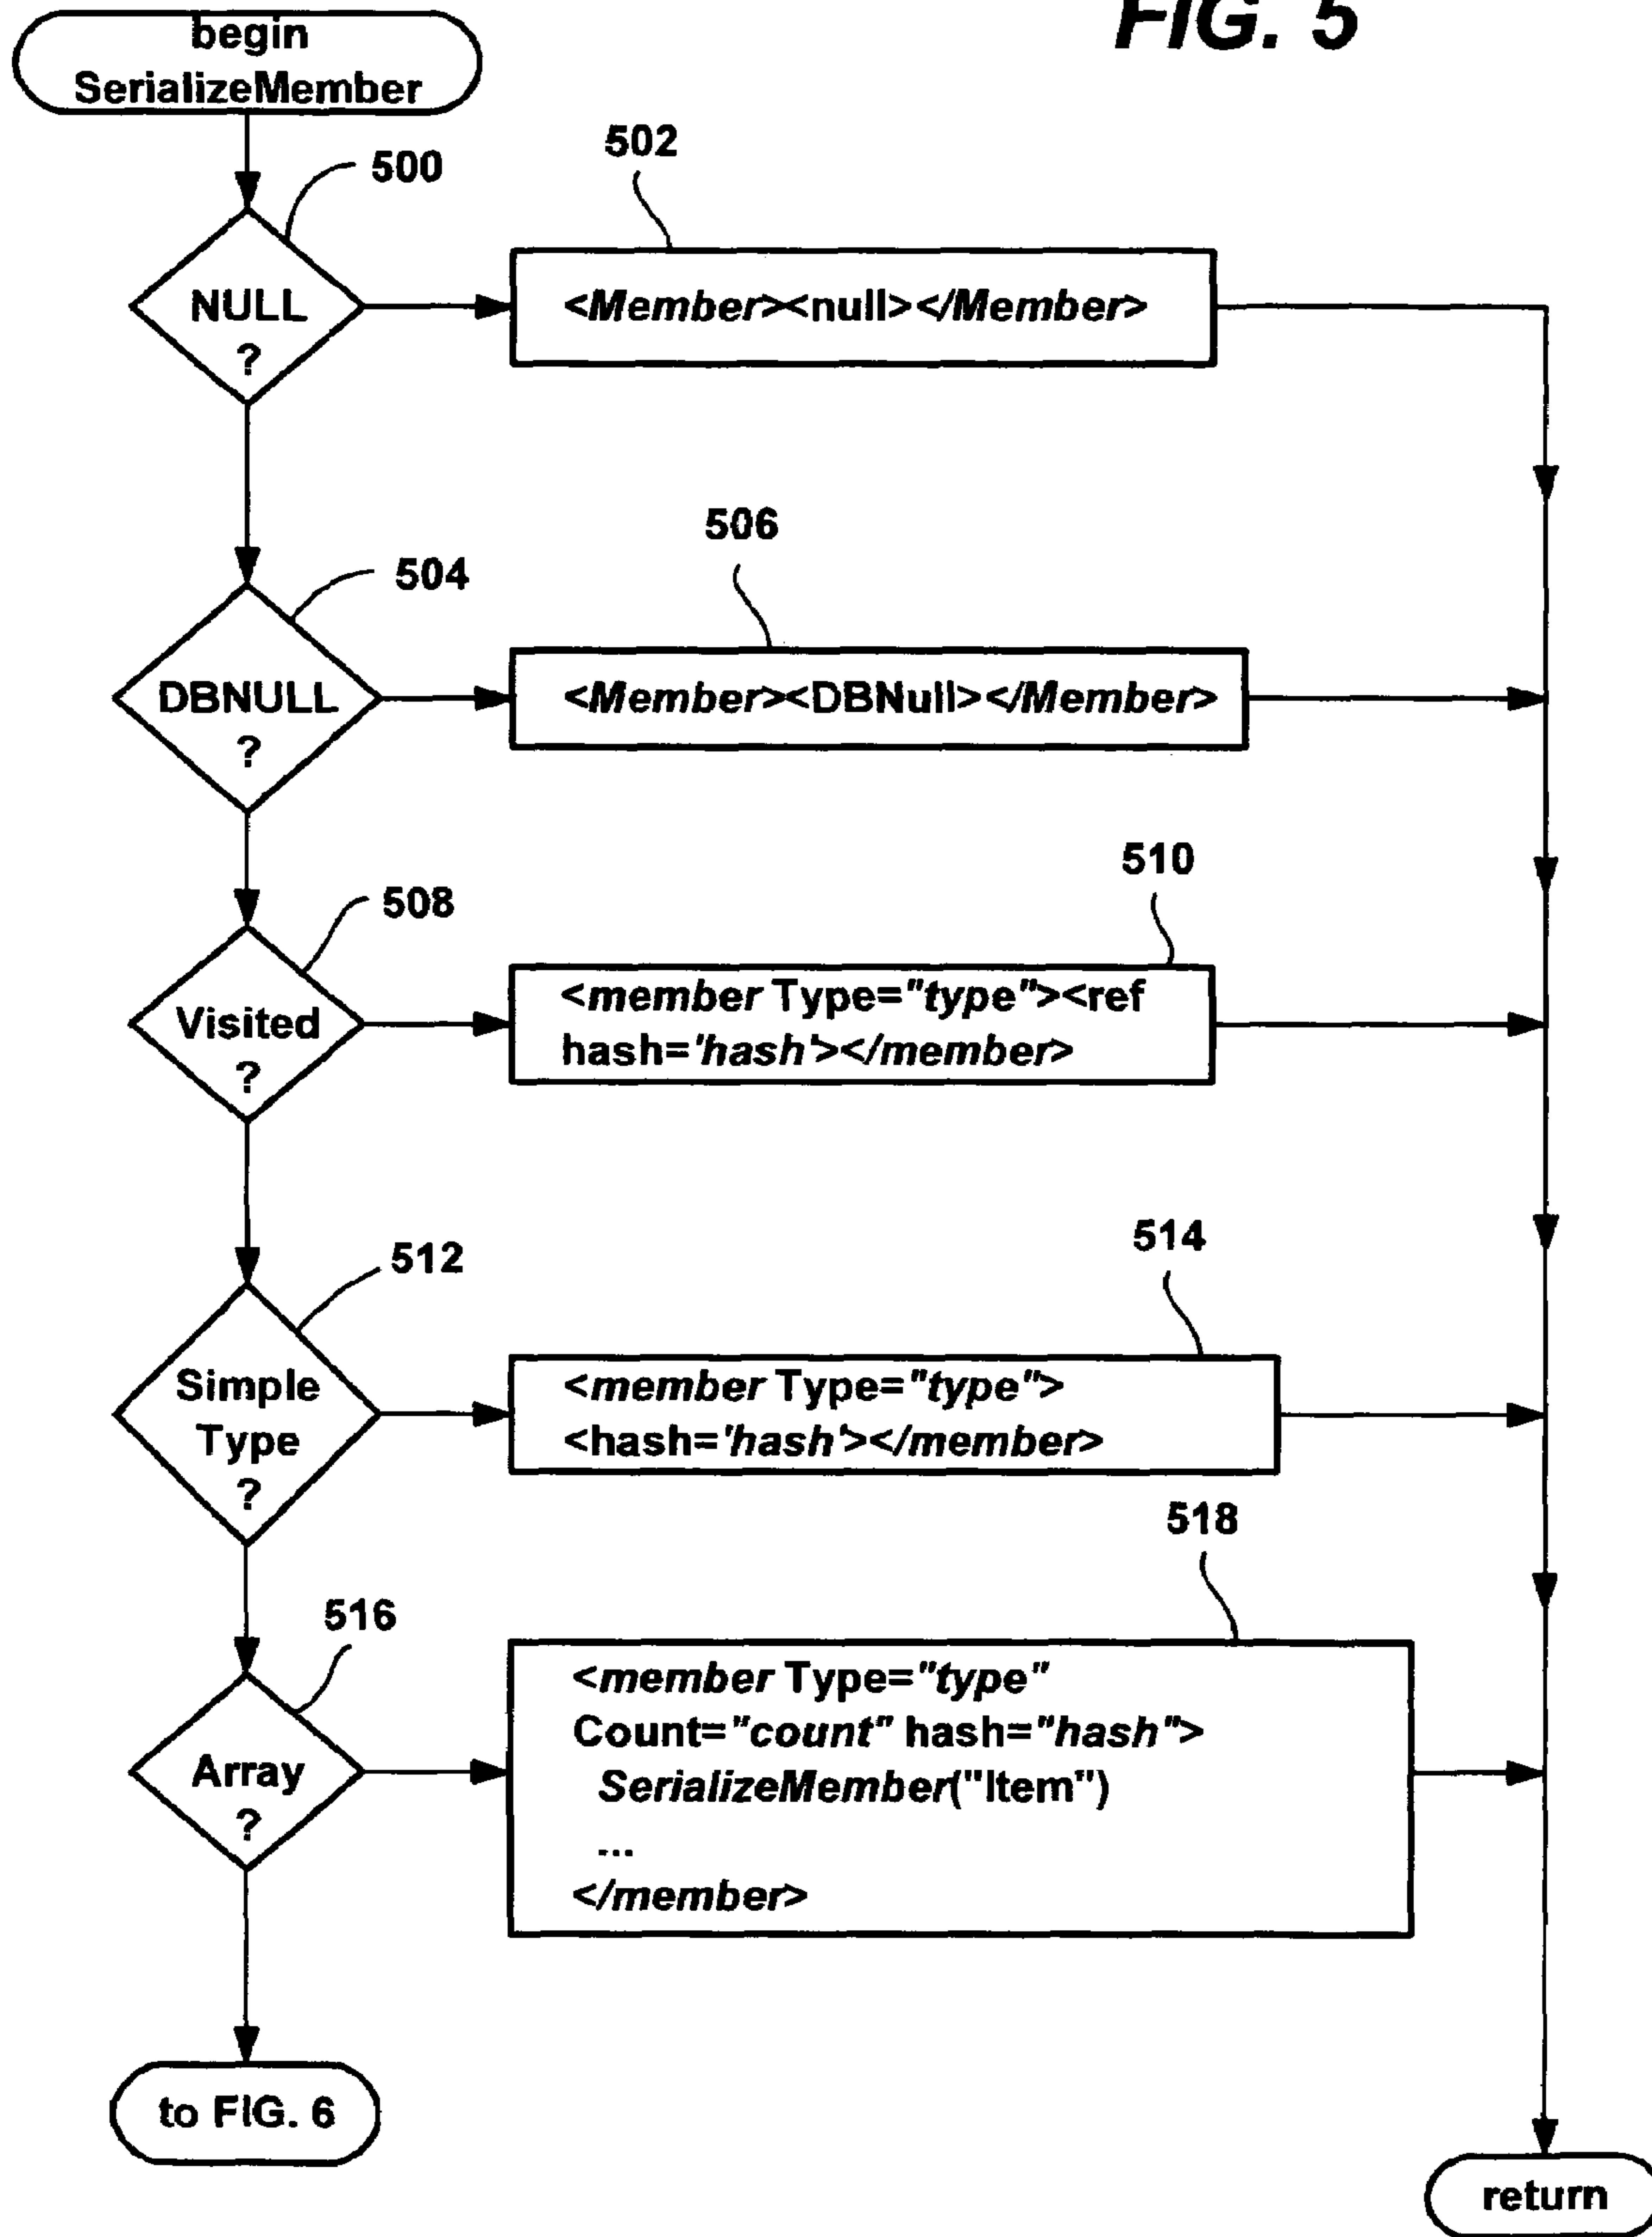 FIG. 5
begin
SerializeMember
500
502
NULL
?
<Member><null></Member>
504
506
DBNULL
?
<Member><DBNull></Member>
508
510
Visited
?
<member Type="type"><ref
hash='hash'></member>
512
514
Simple
Type
?
<member Type="type">
<hash='hash'></member>
516
518
Array
?
<member Type="type"
Count="count" hash="hash">
SerializeMember("Item")
...
</member>
to FIG. 6
return